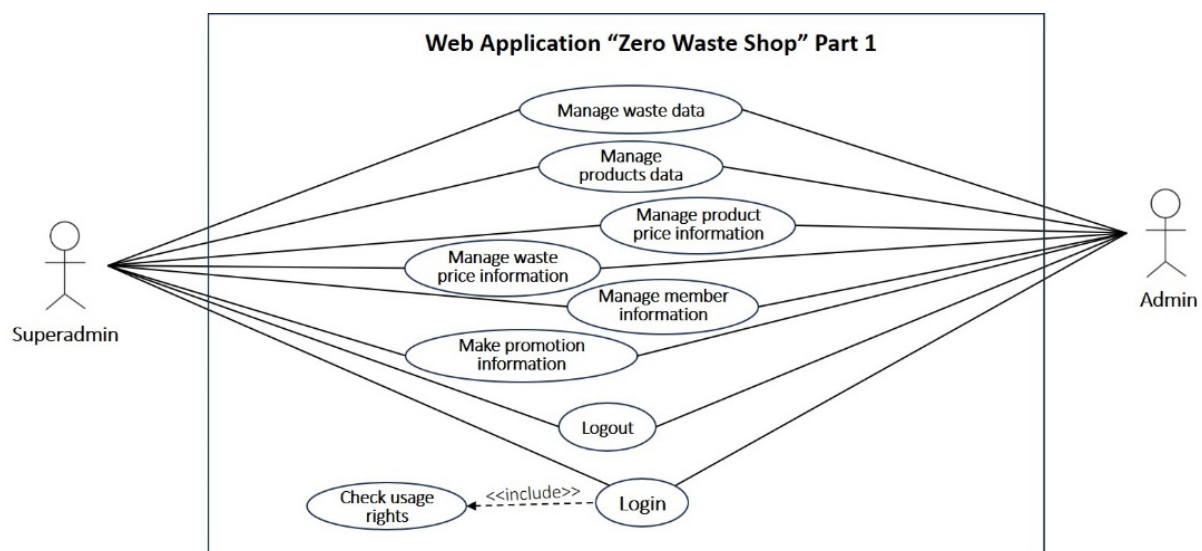 Web Application “Zero Waste Shop” Part 1
Manage waste data
Manage
products data
Manage product
price information
Manage waste
price information
Manage member
information
Make promotion
information
Superadmin
Admin
Logout
Check usage
rights
<<include>>
Login